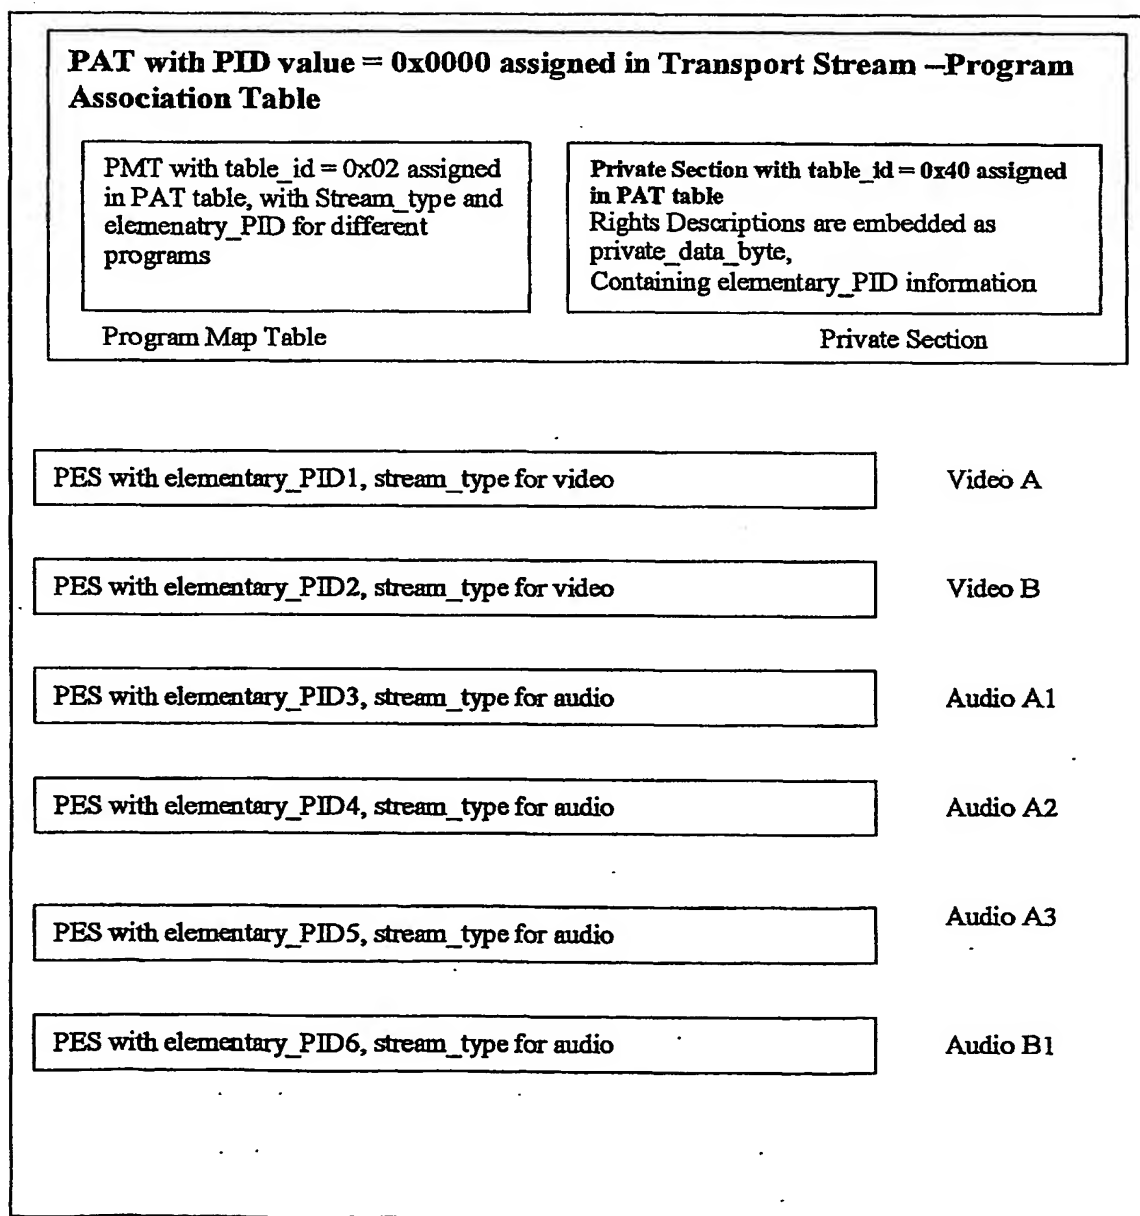 PAT with PID value = 0x0000 assigned in Transport Stream –Program
Association Table
PMT with table_id = 0x02 assigned
in PAT table, with Stream_type and
elemenatry_PID for different
programs
Private Section with table_id = 0x40 assigned
in PAT table
Rights Descriptions are embedded as
private_data_byte,
Containing elementary_PID information
Program Map Table
Private Section
PES with elementary_PID1, stream_type for video
Video A
PES with elementary_PID2, stream_type for video
Video B
PES with elementary_PID3, stream_type for audio
Audio A1
PES with elementary_PID4, stream_type for audio
Audio A2
PES with elementary_PID5, stream_type for audio
Audio A3
PES with elementary_PID6, stream_type for audio
Audio B1